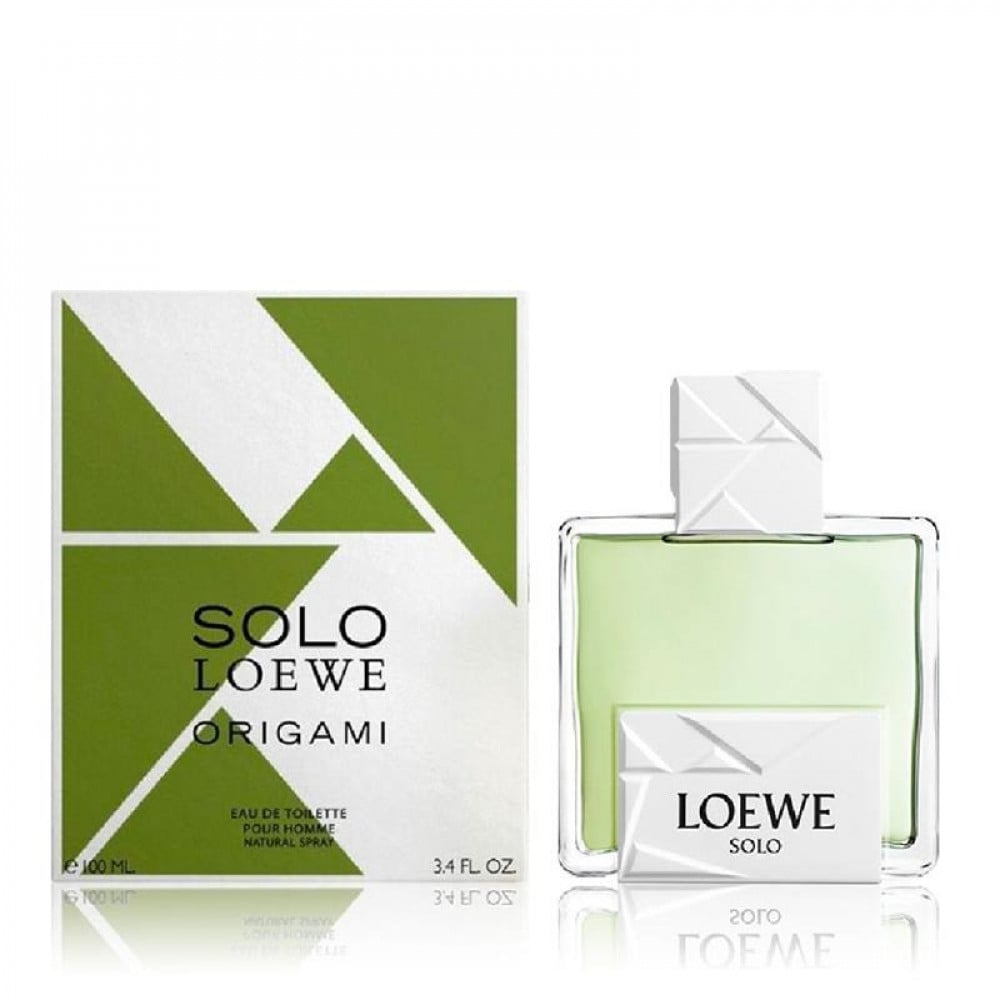 SOLO
LOEWE
ORIGAMI
EAU DE TOILETTE
POUR HOMME
NATURAL SPRAY
e 100 ML.
3.4 FL. OZ.
LOEWE
SOLO